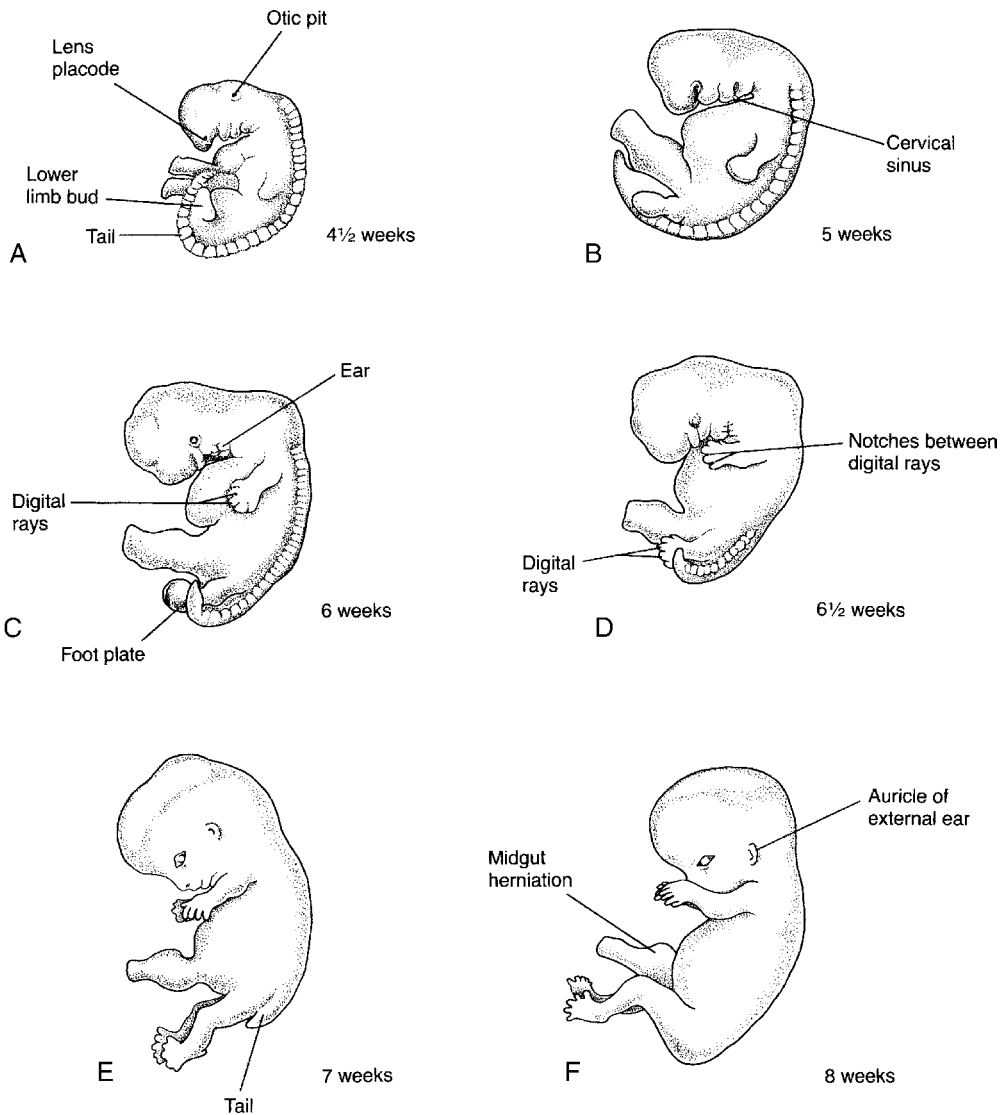 Otic pit
Lens
placode
Lower
limb bud
Tail
A
4½ weeks
Cervical
sinus
B
5 weeks
Ear
Digital
rays
C
6 weeks
Foot plate
Notches between
digital rays
Digital
rays
D
6½ weeks
E
7 weeks
Tail
Auricle of
external ear
Midgut
herniation
F
8 weeks